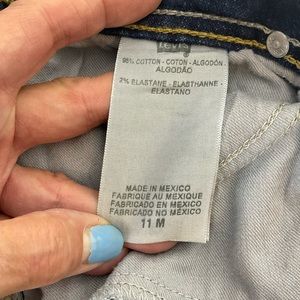 Levi's
98% COTTON - COTON - ALGODÓN
ALGODÃO
2% ELASTANE - ELASTHANNE -
ELASTANO
MADE IN MEXICO
FABRIQUE AU MEXIQUE
FABRICADO EN MEXICO
FABRICADO NO MÉXICO
11 M